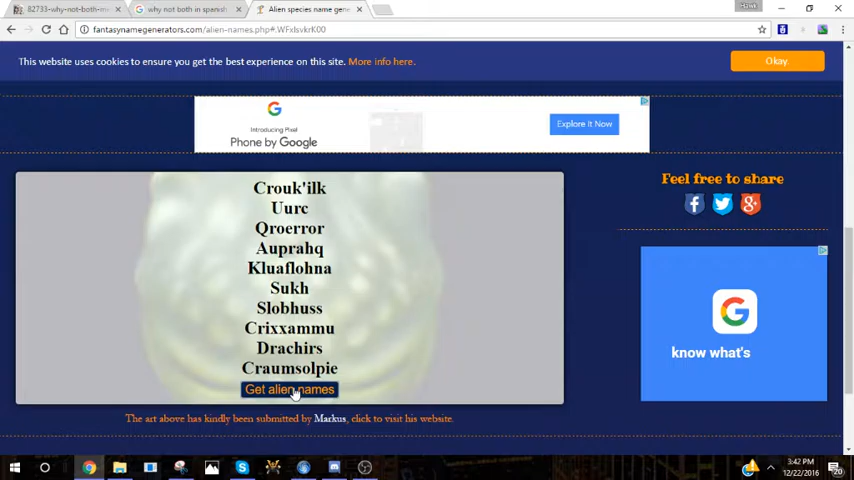 Hawk
82733-why-not-both-m
why not both in spanish
Alien species name gene
fantasynamegenerators.com/alien-names.php#.WFxIsvkrK00
This website uses cookies to ensure you get the best experience on this site. More info here.
Okay.
Introducing Pixel
Phone by Google
Explore It Now
Crouk'ilk
Uurc
Qroerror
Auprahq
Kluaflohna
Sukh
Slobhuss
Crixxammu
Drachirs
Craumsolpie
Get alien names
The art above has kindly been submitted by Markus, click to visit his website.
Feel free to share
know what's
3:42 PM
12/22/2016
20